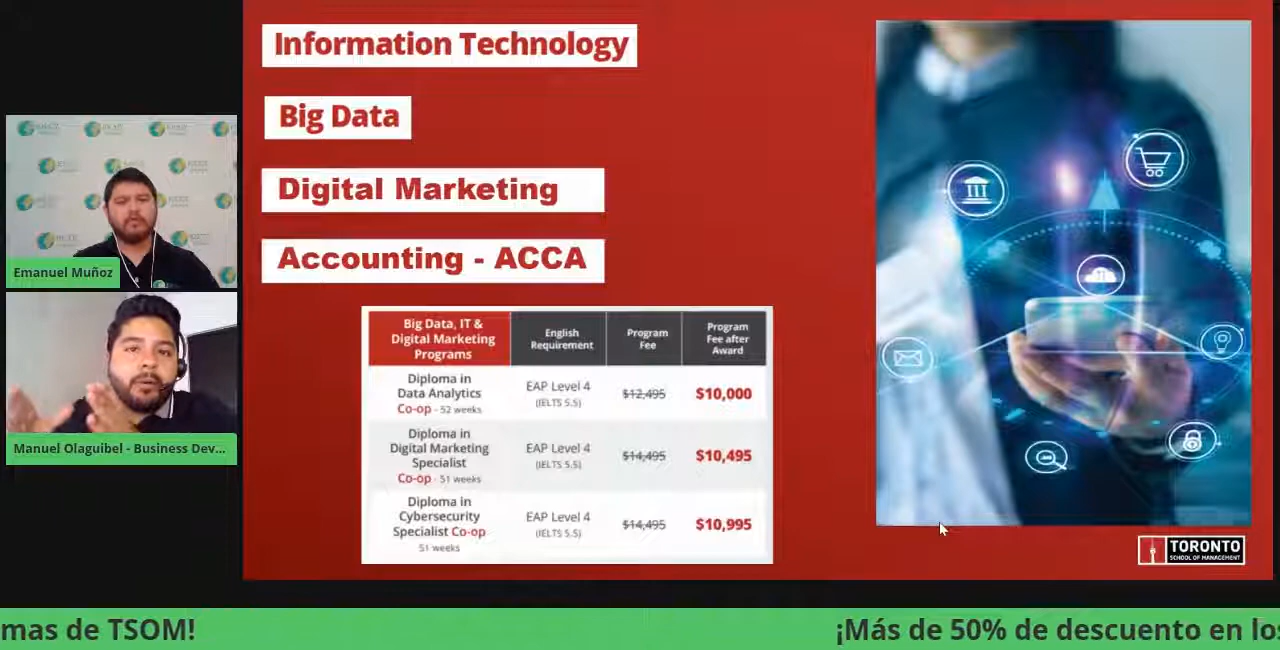 Information Technology
Big Data
Digital Marketing
Accounting - ACCA
Emanuel Muñoz
Manuel Olaguibel - Business Dev...
Big Data, IT &
Digital Marketing
Programs
English
Requirement
Program
Fee
Program
Fee after
Award
Diploma in
Data Analytics
Co-op - 52 weeks
EAP Level 4
(IELTS 5.5)
$12,495
$10,000
Diploma in
Digital Marketing
Specialist
Co-op - 51 weeks
EAP Level 4
(IELTS 5.5)
$14,495
$10,495
Diploma in
Cybersecurity
Specialist Co-op
51 weeks
EAP Level 4
(IELTS 5.5)
$14,495
$10,995
TORONTO
SCHOOL OF MANAGEMENT
mas de TSOM!
¡Más de 50% de descuento en los